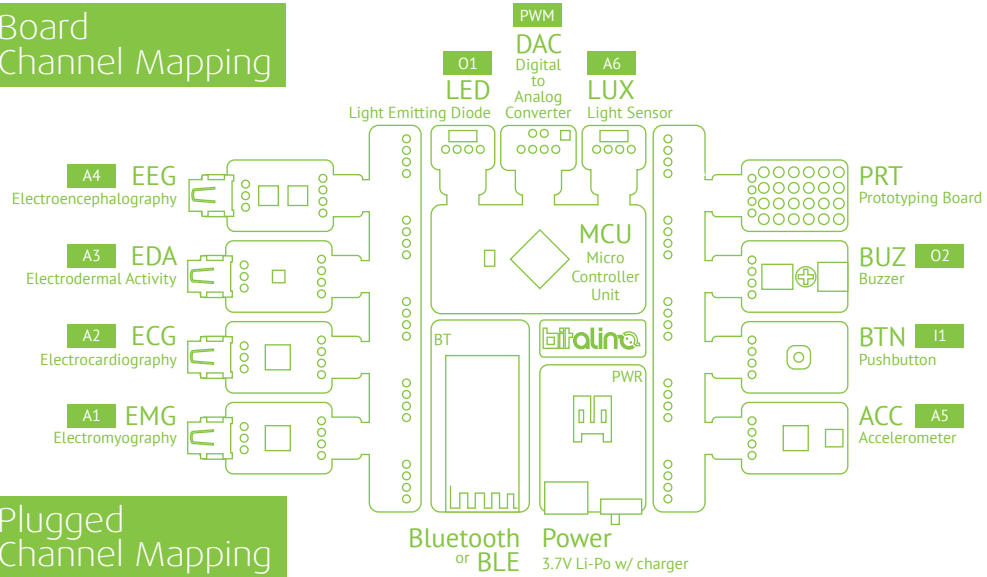 Board
Channel Mapping
PWM
DAC
Digital
to
Analog
Converter
O1
LED
Light Emitting Diode
A6
LUX
Light Sensor
A4 EEG
Electroencephalography
A3 EDA
Electrodermal Activity
A2 ECG
Electrocardiography
A1 EMG
Electromyography
MCU
Micro
Controller
Unit
BT
bitalino
PWR
PRT
Prototyping Board
BUZ O2
Buzzer
BTN I1
Pushbutton
ACC A5
Accelerometer
Bluetooth
or BLE
Power
3.7V Li-Po w/ charger
Plugged
Channel Mapping